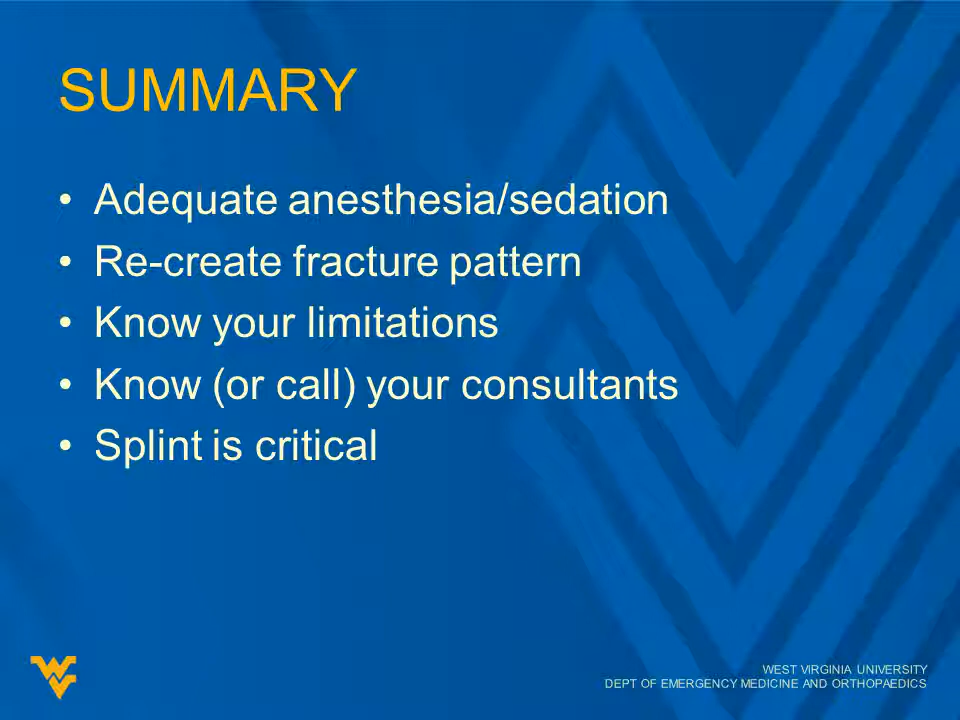 SUMMARY
• Adequate anesthesia/sedation
• Re-create fracture pattern
• Know your limitations
• Know (or call) your consultants
• Splint is critical
WEST VIRGINIA UNIVERSITY
DEPT OF EMERGENCY MEDICINE AND ORTHOPAEDICS